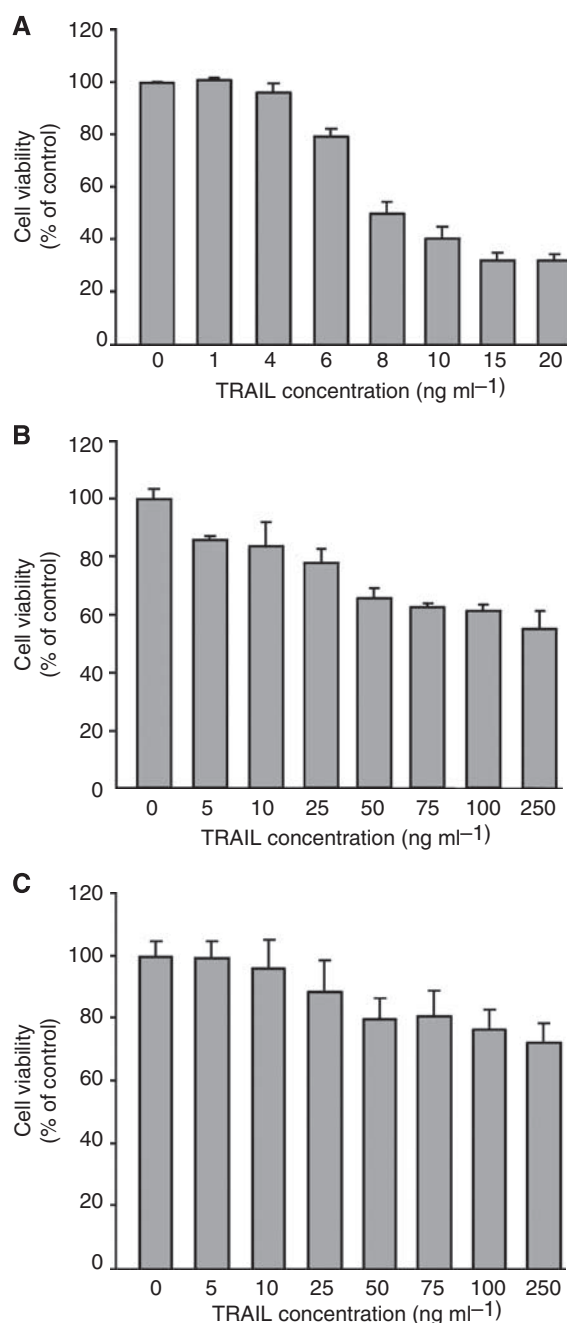 A
120
100
80
60
40
20
0
Cell viability
(% of control)
0 1 4 6 8 10 15 20
TRAIL concentration (ng ml−1)
B
120
100
80
60
40
20
0
Cell viability
(% of control)
0 5 10 25 50 75 100 250
TRAIL concentration (ng ml−1)
C
120
100
80
60
40
20
0
Cell viability
(% of control)
0 5 10 25 50 75 100 250
TRAIL concentration (ng ml−1)